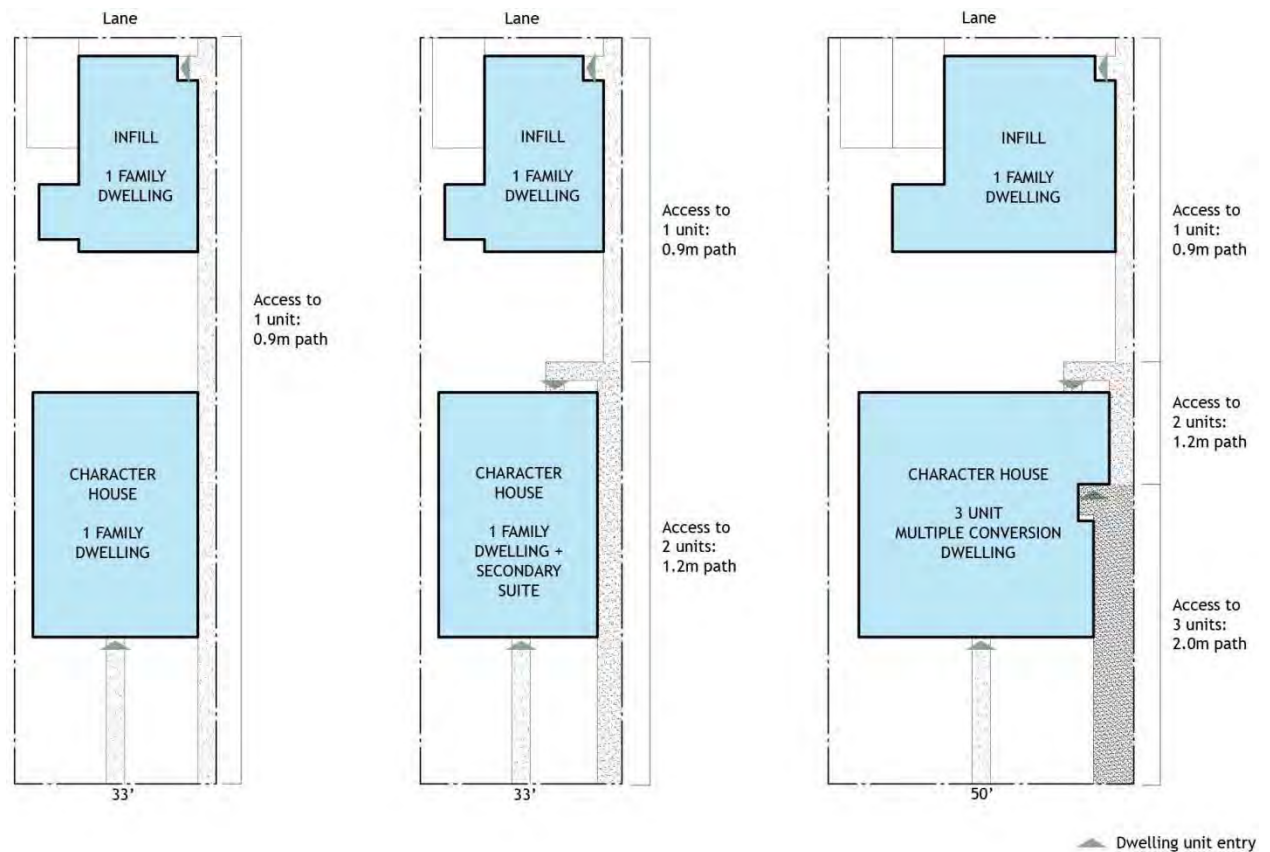 Lane
INFILL
1 FAMILY
DWELLING
Access to
1 unit:
0.9m path
CHARACTER
HOUSE
1 FAMILY
DWELLING
33'
Lane
INFILL
1 FAMILY
DWELLING
Access to
1 unit:
0.9m path
CHARACTER
HOUSE
1 FAMILY
DWELLING +
SECONDARY
SUITE
Access to
2 units:
1.2m path
33'
Lane
INFILL
1 FAMILY
DWELLING
Access to
1 unit:
0.9m path
Access to
2 units:
1.2m path
CHARACTER HOUSE
3 UNIT
MULTIPLE CONVERSION
DWELLING
Access to
3 units:
2.0m path
50'
Dwelling unit entry